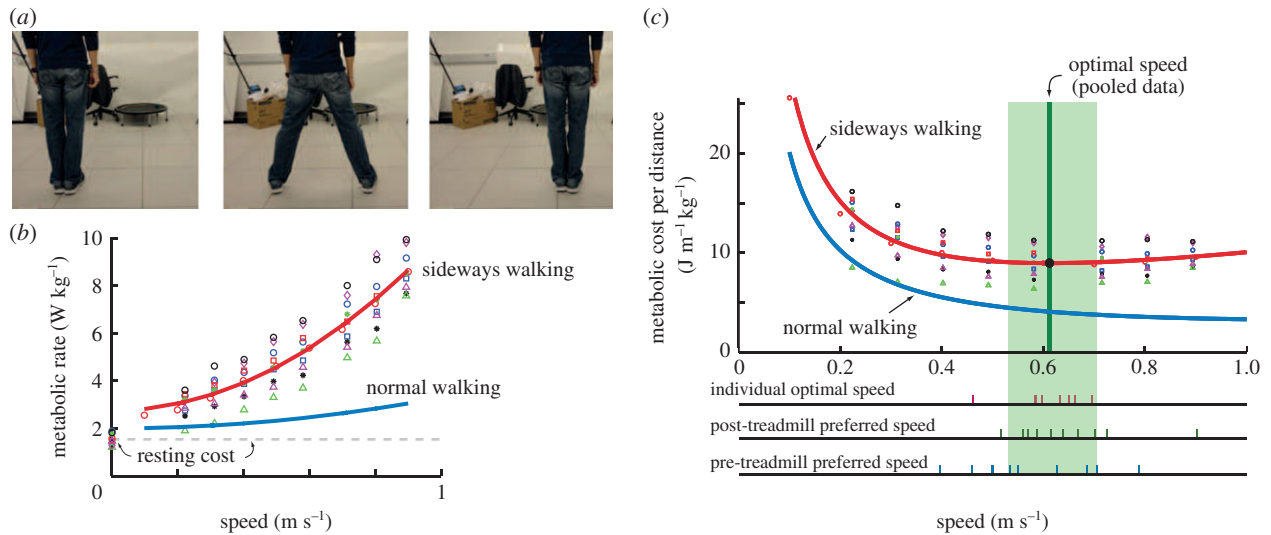 (a)
(b)
metabolic rate (W kg⁻¹)
10
8
6
4
2
0
1
sideways walking
normal walking
resting cost
speed (m s⁻¹)
(c)
optimal speed
(pooled data)
metabolic cost per distance
(J m⁻¹ kg⁻¹)
20
10
5
0
sideways walking
normal walking
0.2
0.4
0.6
0.8
1.0
individual optimal speed
post-treadmill preferred speed
pre-treadmill preferred speed
speed (m s⁻¹)